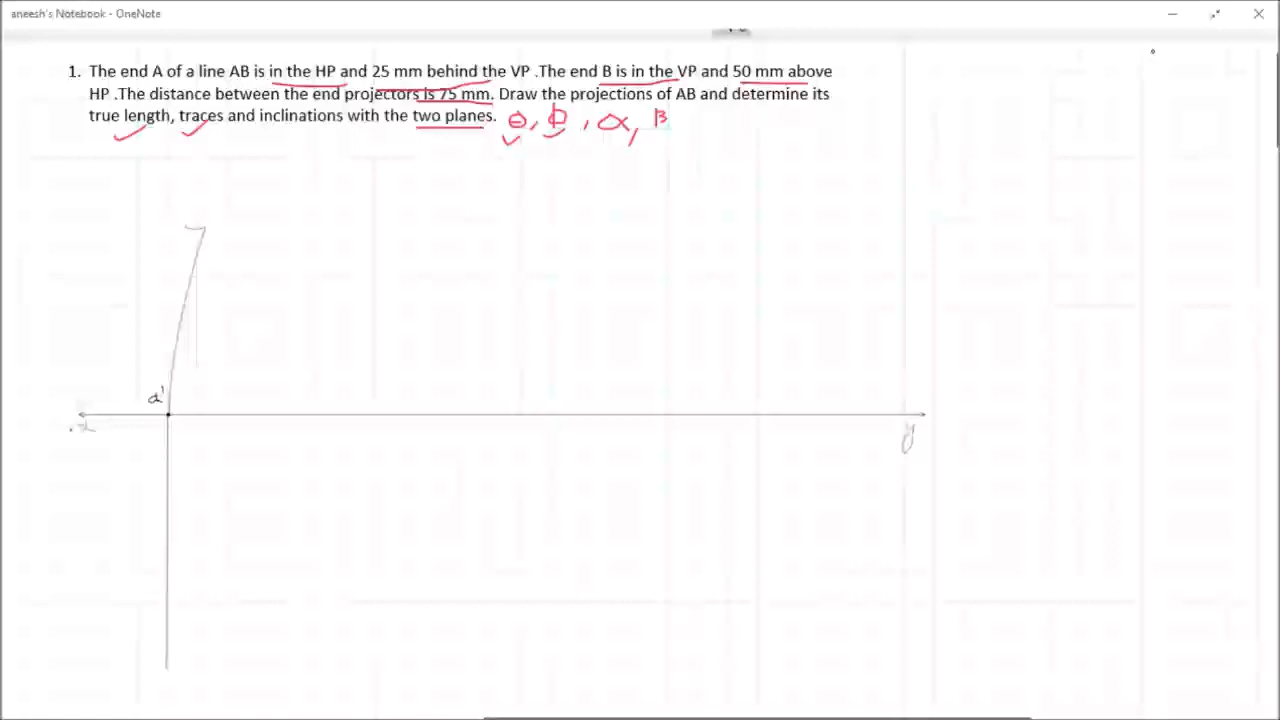 aneesh's Notebook - OneNote
1. The end A of a line AB is in the HP and 25 mm behind the VP .The end B is in the VP and 50 mm above
HP .The distance between the end projectors is 75 mm. Draw the projections of AB and determine its
true length, traces and inclinations with the two planes. θ, Φ, α, β
a'
x y